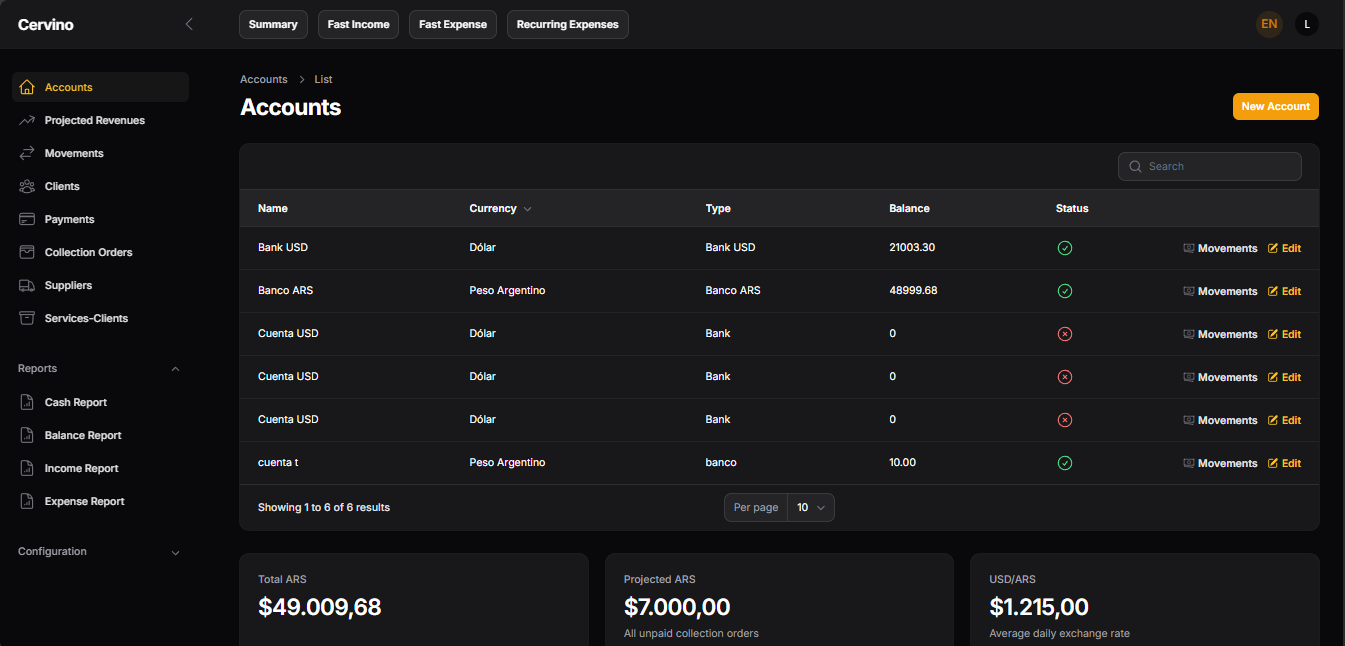 Cervino
Summary
Fast Income
Fast Expense
Recurring Expenses
EN
L
Accounts
Projected Revenues
Movements
Clients
Payments
Collection Orders
Suppliers
Services-Clients
Reports
Cash Report
Balance Report
Income Report
Expense Report
Configuration
Accounts List
Accounts
New Account
Search
Name Currency Type Balance Status
Bank USD Dólar Bank USD 21003.30 Movements Edit
Banco ARS Peso Argentino Banco ARS 48999.68 Movements Edit
Cuenta USD Dólar Bank 0 Movements Edit
Cuenta USD Dólar Bank 0 Movements Edit
Cuenta USD Dólar Bank 0 Movements Edit
cuenta t Peso Argentino banco 10.00 Movements Edit
Showing 1 to 6 of 6 results
Per page 10
Total ARS
$49.009,68
Projected ARS
$7.000,00
All unpaid collection orders
USD/ARS
$1.215,00
Average daily exchange rate